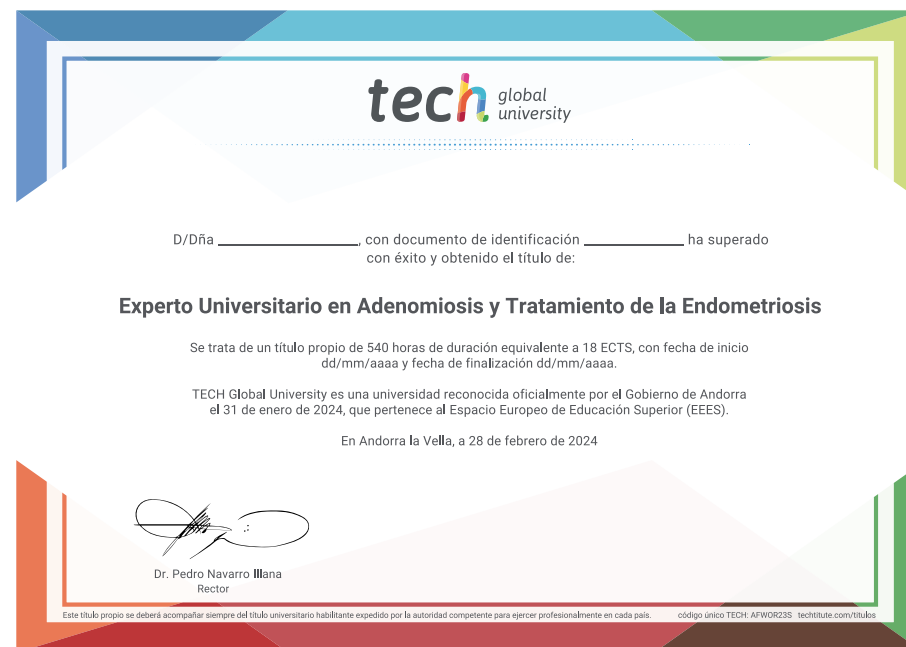 tech global university
D/Dña ______________, con documento de identificación __________ ha superado
con éxito y obtenido el título de:
Experto Universitario en Adenomiosis y Tratamiento de la Endometriosis
Se trata de un título propio de 540 horas de duración equivalente a 18 ECTS, con fecha de inicio
dd/mm/aaaa y fecha de finalización dd/mm/aaaa.
TECH Global University es una universidad reconocida oficialmente por el Gobierno de Andorra
el 31 de enero de 2024, que pertenece al Espacio Europeo de Educación Superior (EEES).
En Andorra la Vella, a 28 de febrero de 2024
Dr. Pedro Navarro Illana
Rector
Este título propio se deberá acompañar siempre del título universitario habilitante expedido por la autoridad competente para ejercer profesionalmente en cada país. código único TECH: AFWOR23S techtitute.com/titulos